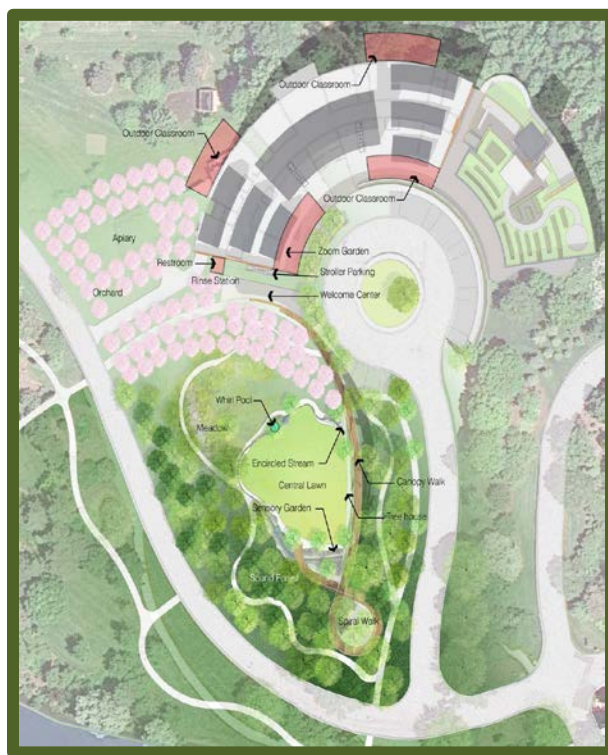 Outdoor Classroom
Outdoor Classroom
Outdoor Classroom
Apiary
Zoom Garden
Restroom
Stroller Parking
Rinse Station
Orchard
Welcome Center
Whirl Pool
Meadow
Encircled Stream
Canopy Walk
Central Lawn
Sensory Garden
Tree house
Sound Forest
Spiral Walk